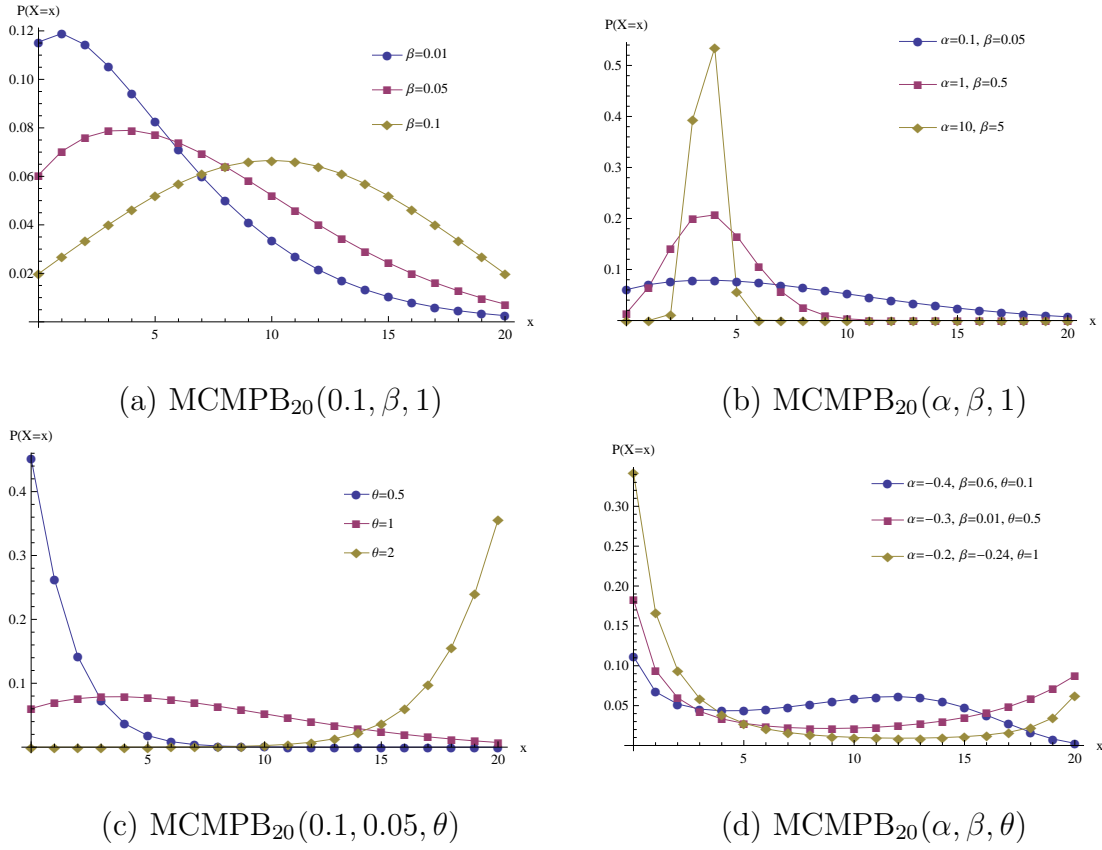 P(X=x)
0.12
0.10
0.08
0.06
0.04
0.02
5
10
15
20
x
β=0.01
β=0.05
β=0.1
(a) MCMPB₂₀(0.1, β, 1)
P(X=x)
0.5
0.4
0.3
0.2
0.1
5
10
15
20
x
α=0.1, β=0.05
α=1, β=0.5
α=10, β=5
(b) MCMPB₂₀(α, β, 1)
P(X=x)
0.4
0.3
0.2
0.1
5
10
15
20
x
θ=0.5
θ=1
θ=2
(c) MCMPB₂₀(0.1, 0.05, θ)
P(X=x)
0.30
0.25
0.20
0.15
0.10
0.05
5
10
15
20
x
α=−0.4, β=0.6, θ=0.1
α=−0.3, β=0.01, θ=0.5
α=−0.2, β=−0.24, θ=1
(d) MCMPB₂₀(α, β, θ)